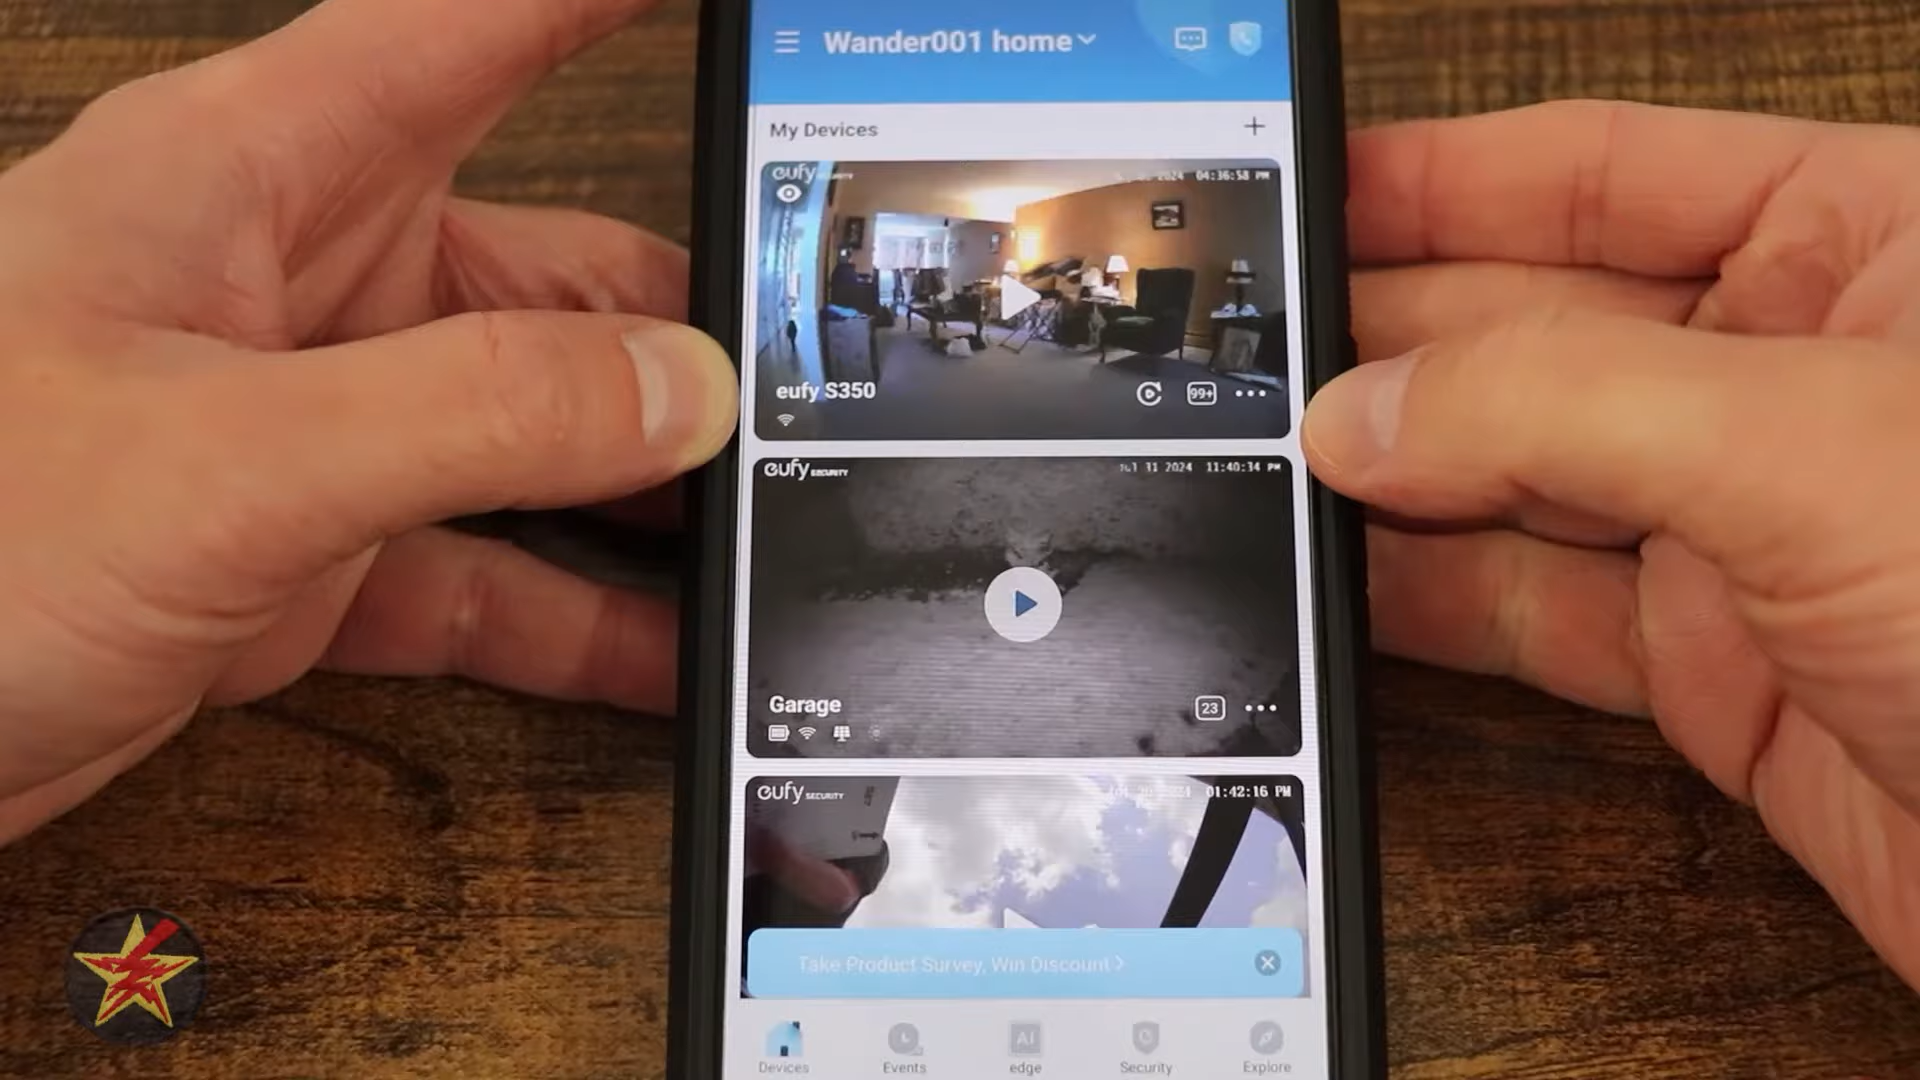 Wander001 home
My Devices
eufy
2024 04:36:58 PM
eufy S350
99+
eufy SECURITY
31 2024 11:40:34 PM
Garage
23
eufy SECURITY
2024 01:42:16 PM
Take Product Survey, Win Discount >
Devices
Events
AI
edge
Security
Explore